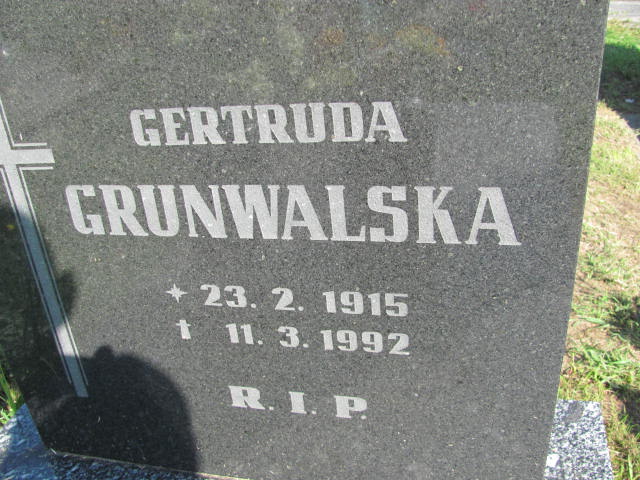 GERTRUDA
GRUNWALSKA
✶ 23. 2. 1915
✝ 11. 3. 1992
R. I. P.